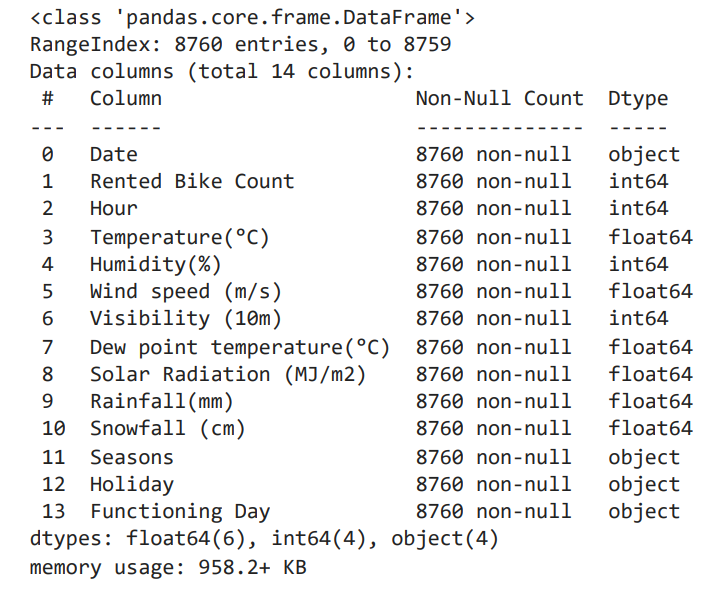 <class 'pandas.core.frame.DataFrame'>
RangeIndex: 8760 entries, 0 to 8759
Data columns (total 14 columns):
 #   Column                     Non-Null Count  Dtype
---  ------                     --------------  -----
 0   Date                       8760 non-null   object
 1   Rented Bike Count          8760 non-null   int64
 2   Hour                       8760 non-null   int64
 3   Temperature(°C)            8760 non-null   float64
 4   Humidity(%)                8760 non-null   int64
 5   Wind speed (m/s)           8760 non-null   float64
 6   Visibility (10m)           8760 non-null   int64
 7   Dew point temperature(°C)  8760 non-null   float64
 8   Solar Radiation (MJ/m2)    8760 non-null   float64
 9   Rainfall(mm)               8760 non-null   float64
 10  Snowfall (cm)              8760 non-null   float64
 11  Seasons                    8760 non-null   object
 12  Holiday                    8760 non-null   object
 13  Functioning Day            8760 non-null   object
dtypes: float64(6), int64(4), object(4)
memory usage: 958.2+ KB